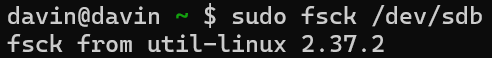 davin@davin ~ $ sudo fsck /dev/sdb
fsck from util-linux 2.37.2